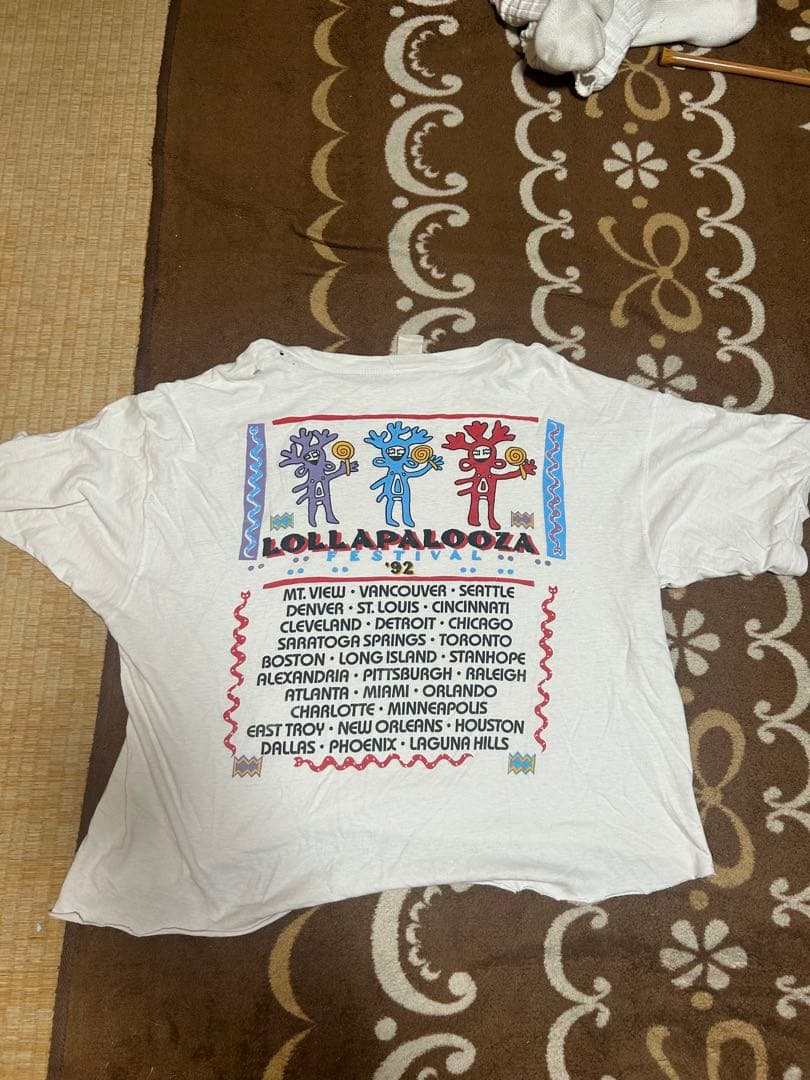 LOLLAPALOOZA
FESTIVAL
'92
MT. VIEW • VANCOUVER • SEATTLE
DENVER • ST. LOUIS • CINCINNATI
CLEVELAND • DETROIT • CHICAGO
SARATOGA SPRINGS • TORONTO
BOSTON • LONG ISLAND • STANHOPE
ALEXANDRIA • PITTSBURGH • RALEIGH
ATLANTA • MIAMI • ORLANDO
CHARLOTTE • MINNEAPOLIS
EAST TROY • NEW ORLEANS • HOUSTON
DALLAS • PHOENIX • LAGUNA HILLS